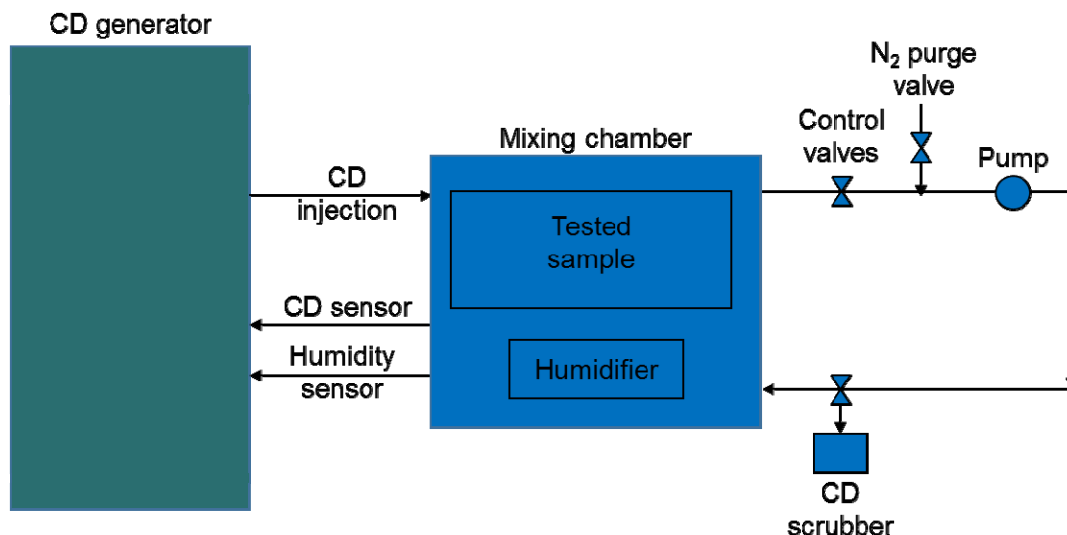 CD generator
N₂ purge
valve
Mixing chamber
Control
valves
Pump
CD
injection
Tested
sample
CD sensor
Humidity
sensor
Humidifier
CD
scrubber